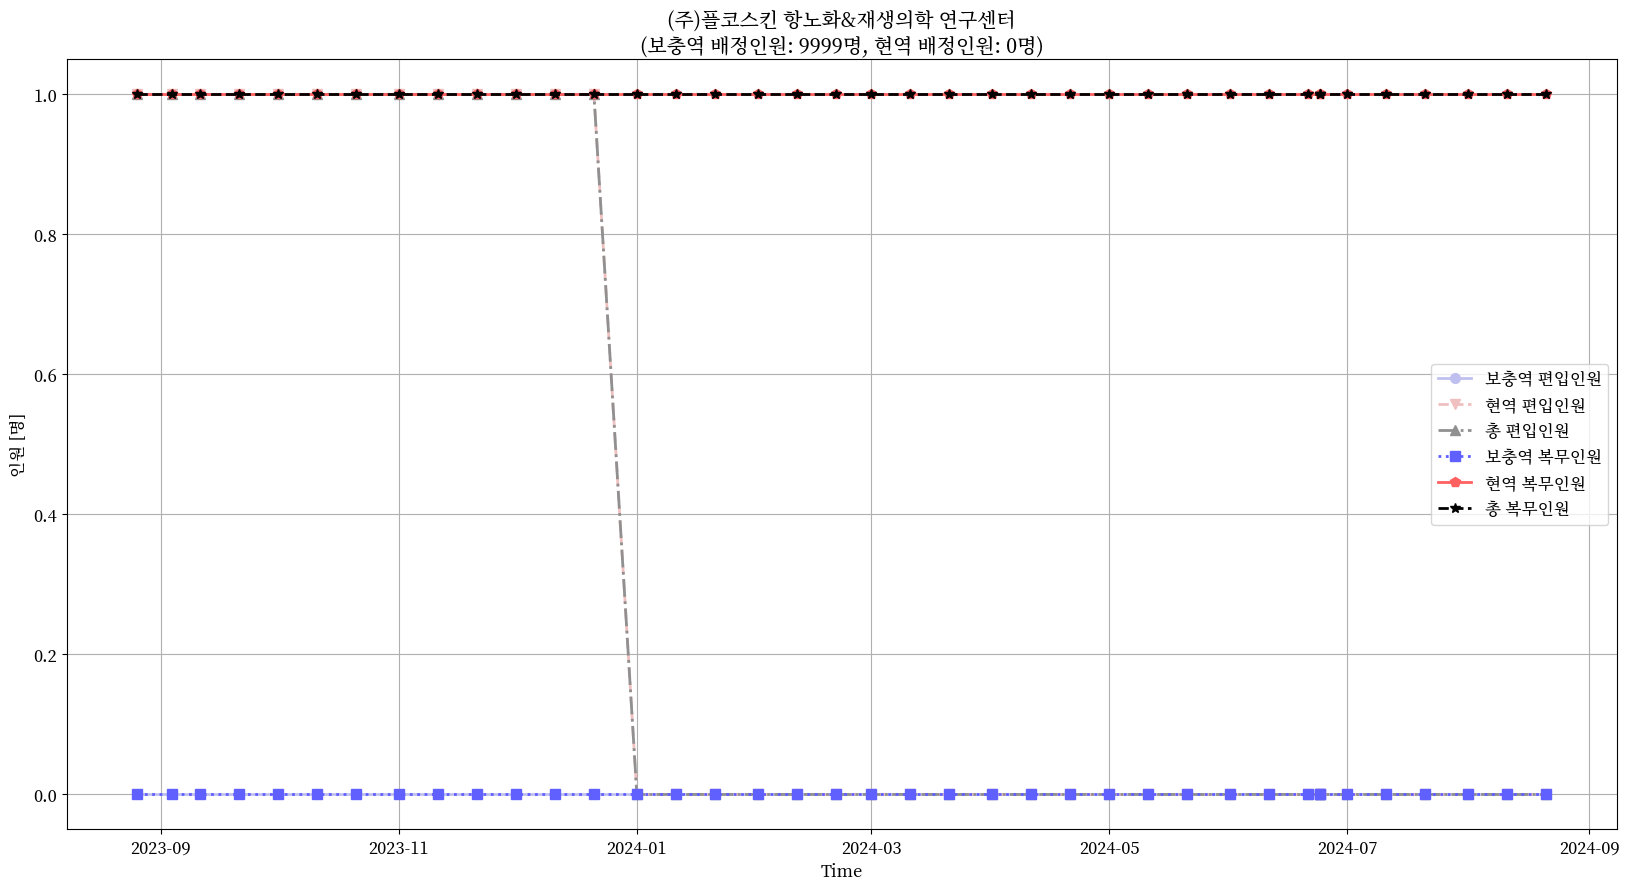 (주)플코스킨 항노화&재생의학 연구센터
(보충역 배정인원: 9999명, 현역 배정인원: 0명)
1.0
0.8
0.6
0.4
0.2
0.0
인원 [명]
보충역 편입인원
현역 편입인원
총 편입인원
보충역 복무인원
현역 복무인원
총 복무인원
2023-09
2023-11
2024-01
2024-03
2024-05
2024-07
2024-09
Time